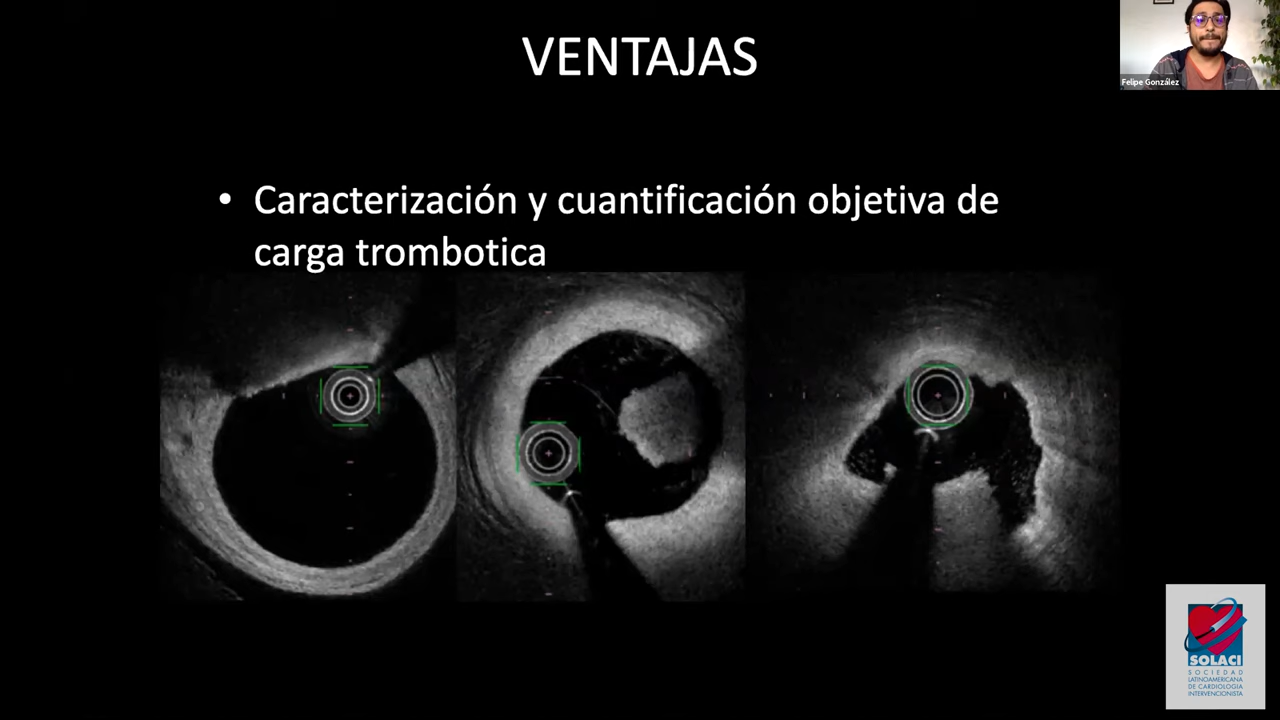 VENTAJAS
Felipe González
• Caracterización y cuantificación objetiva de
carga trombotica
SOLACI
SOCIEDAD
LATINOAMERICANA
DE CARDIOLOGÍA
INTERVENCIONISTA